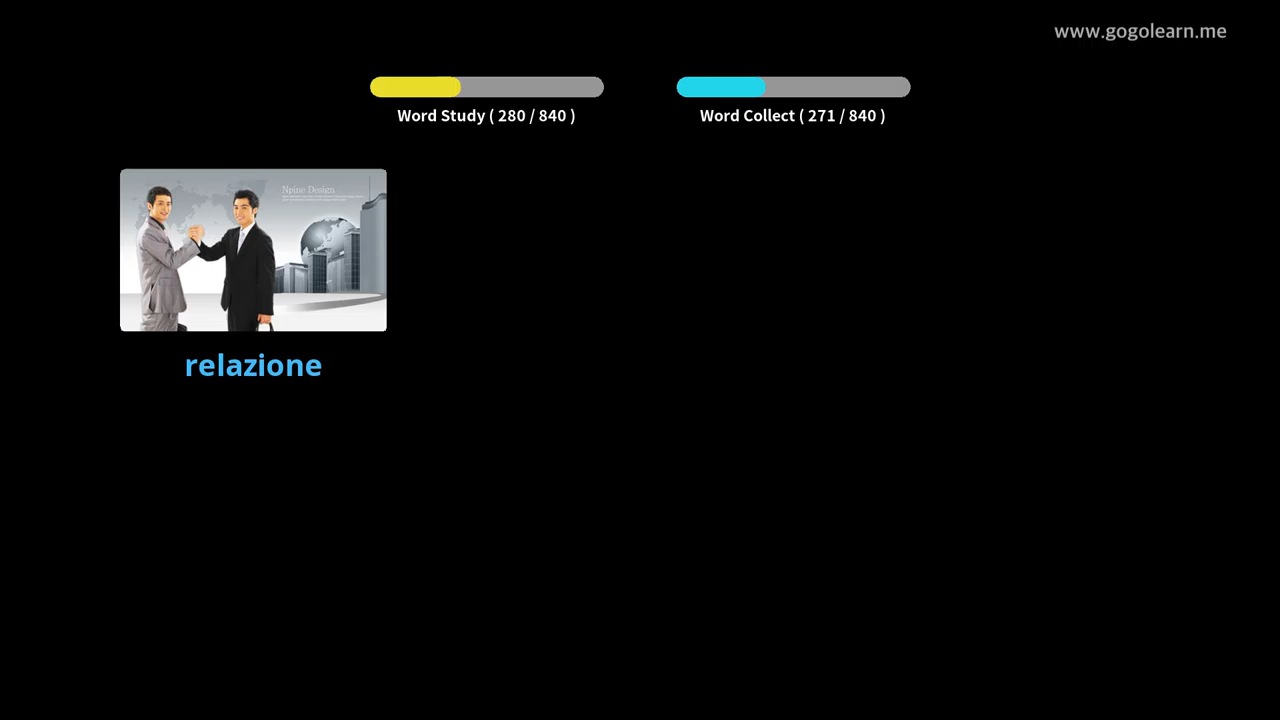 www.gogolearn.me
Word Study ( 280 / 840 )
Word Collect ( 271 / 840 )
Npine Design
relazione